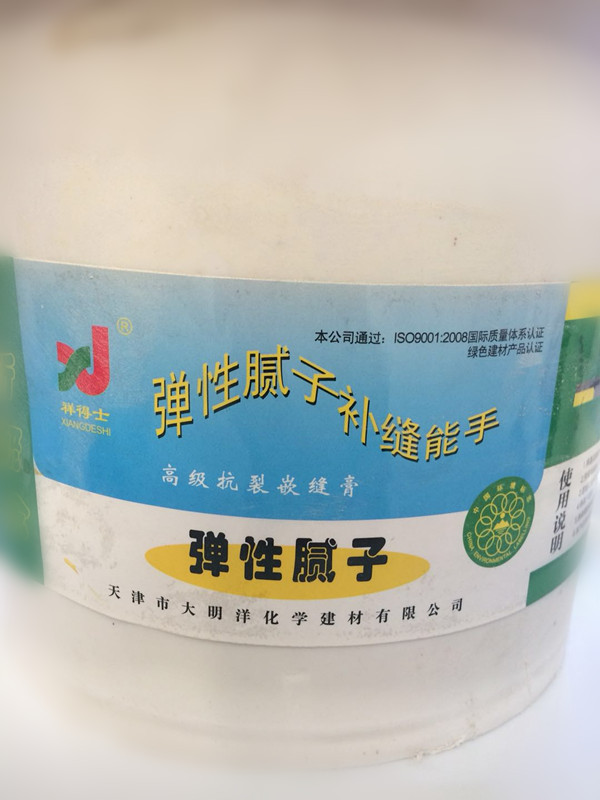 ®
祥得士
XIANGDESHI
本公司通过：ISO9001:2008国际质量体系认证
绿色建材产品认证
弹性腻子补缝能手
高级抗裂嵌缝膏
弹性腻子
天津市大明洋化学建材有限公司
使用说明